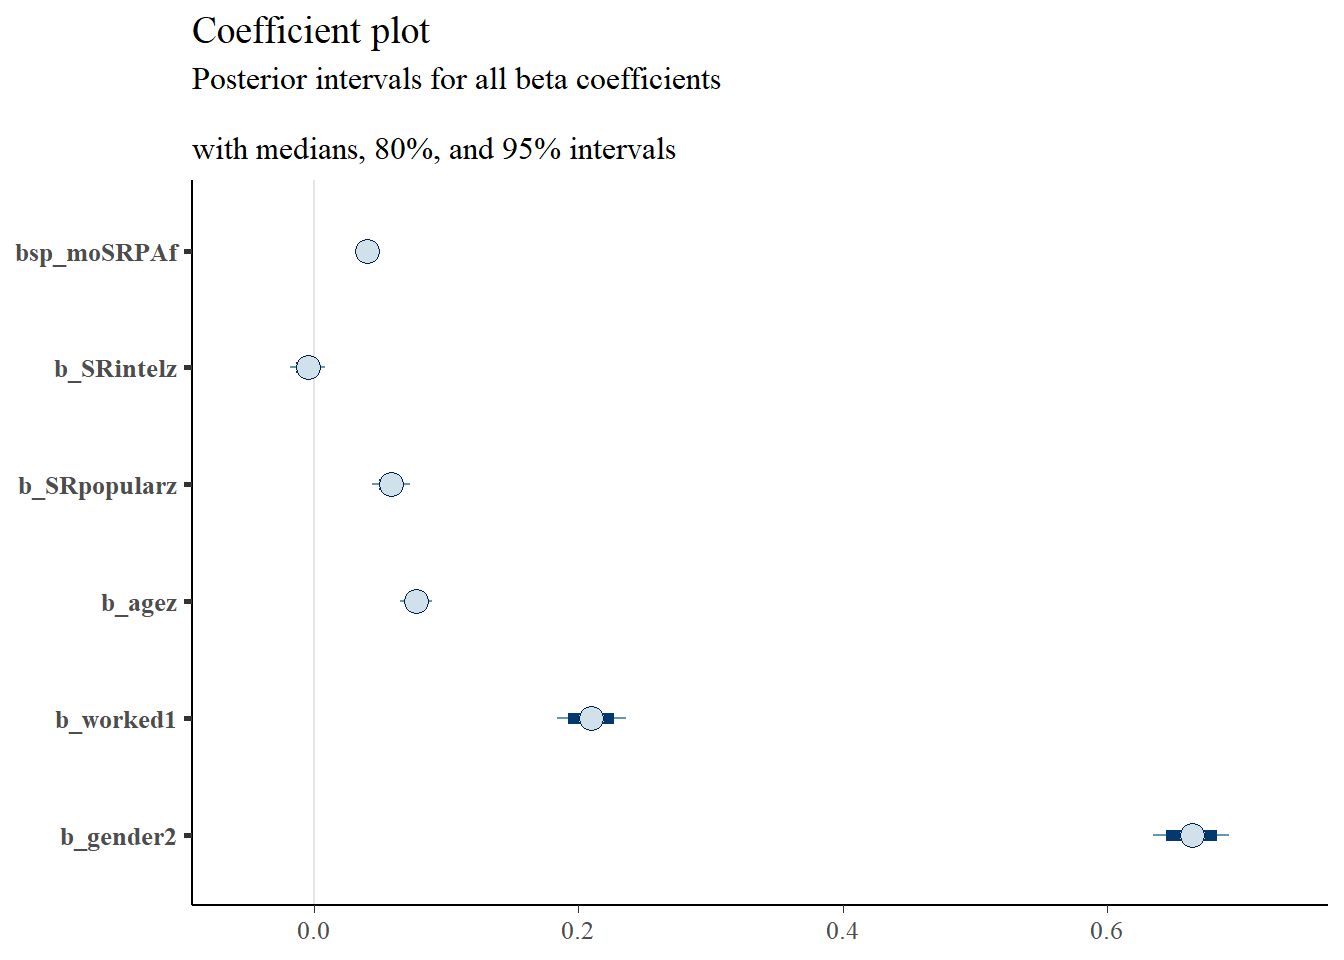 Coefficient plot
Posterior intervals for all beta coefficients
with medians, 80%, and 95% intervals
bsp_moSRPAf
b_SRintelz
b_SRpopularz
b_agez
b_worked1
b_gender2
0.0 0.2 0.4 0.6